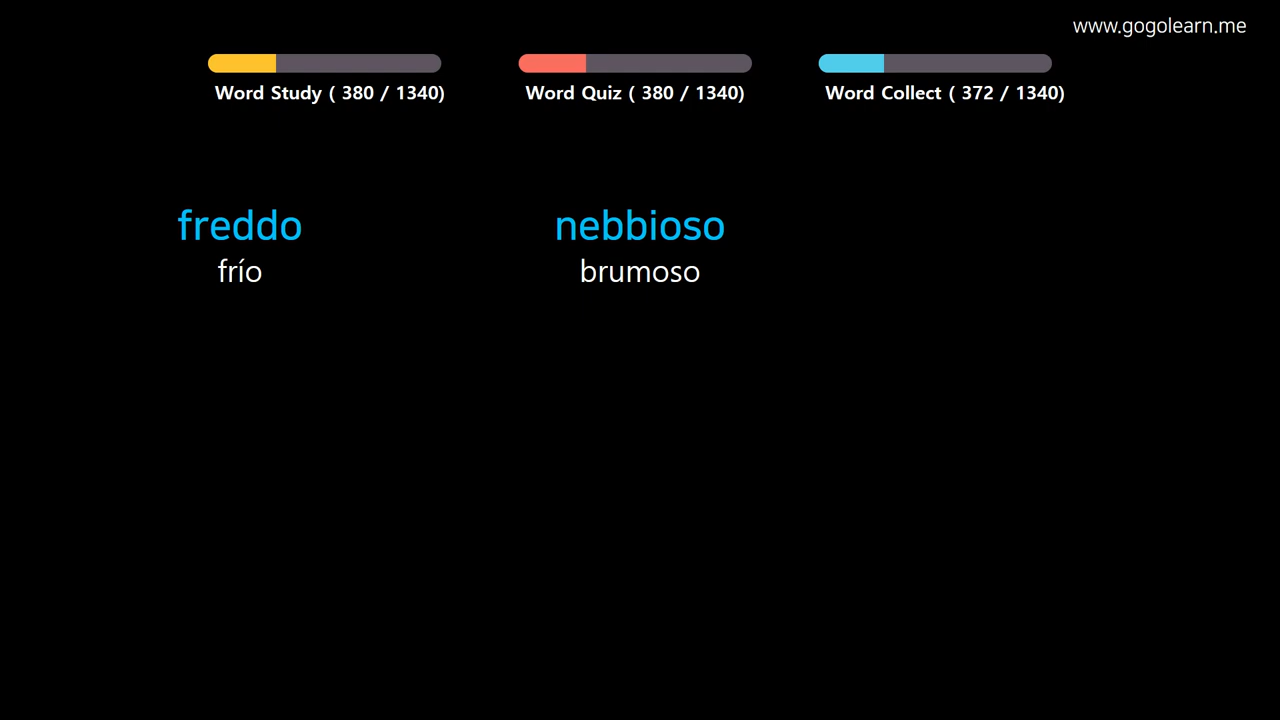 www.gogolearn.me
Word Study ( 380 / 1340)
Word Quiz ( 380 / 1340)
Word Collect ( 372 / 1340)
freddo
frío
nebbioso
brumoso